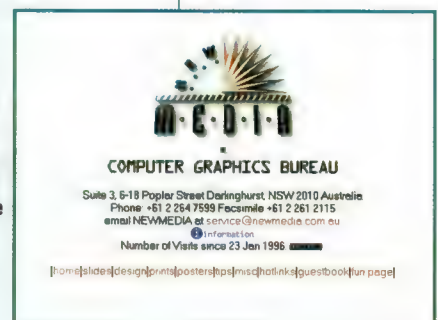 N·E·W
M·E·D·I·A
COMPUTER GRAPHICS BUREAU
Suite 3, 6-18 Poplar Street Darlinghurst, NSW 2010 Australia
Phone: +61 2 264 7599 Facsimile +61 2 261 2115
email NEWMEDIA at service@newmedia.com.au
Information
Number of Visits since 23 Jan 1996
|home|slides|design|prints|posters|tips|misc|hotlinks|guestbook|fun page|